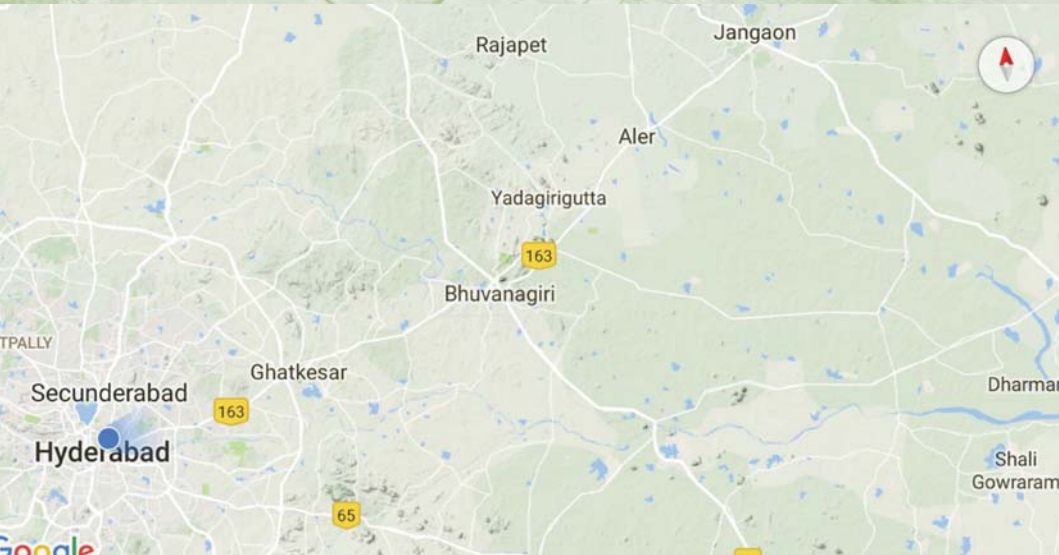 Jangaon
Rajapet
Aler
Yadagirigutta
163
Bhuvanagiri
TPALLY
Ghatkesar
Secunderabad
163
Dharmar
Hyderabad
Shali
Gowraram
65
Google